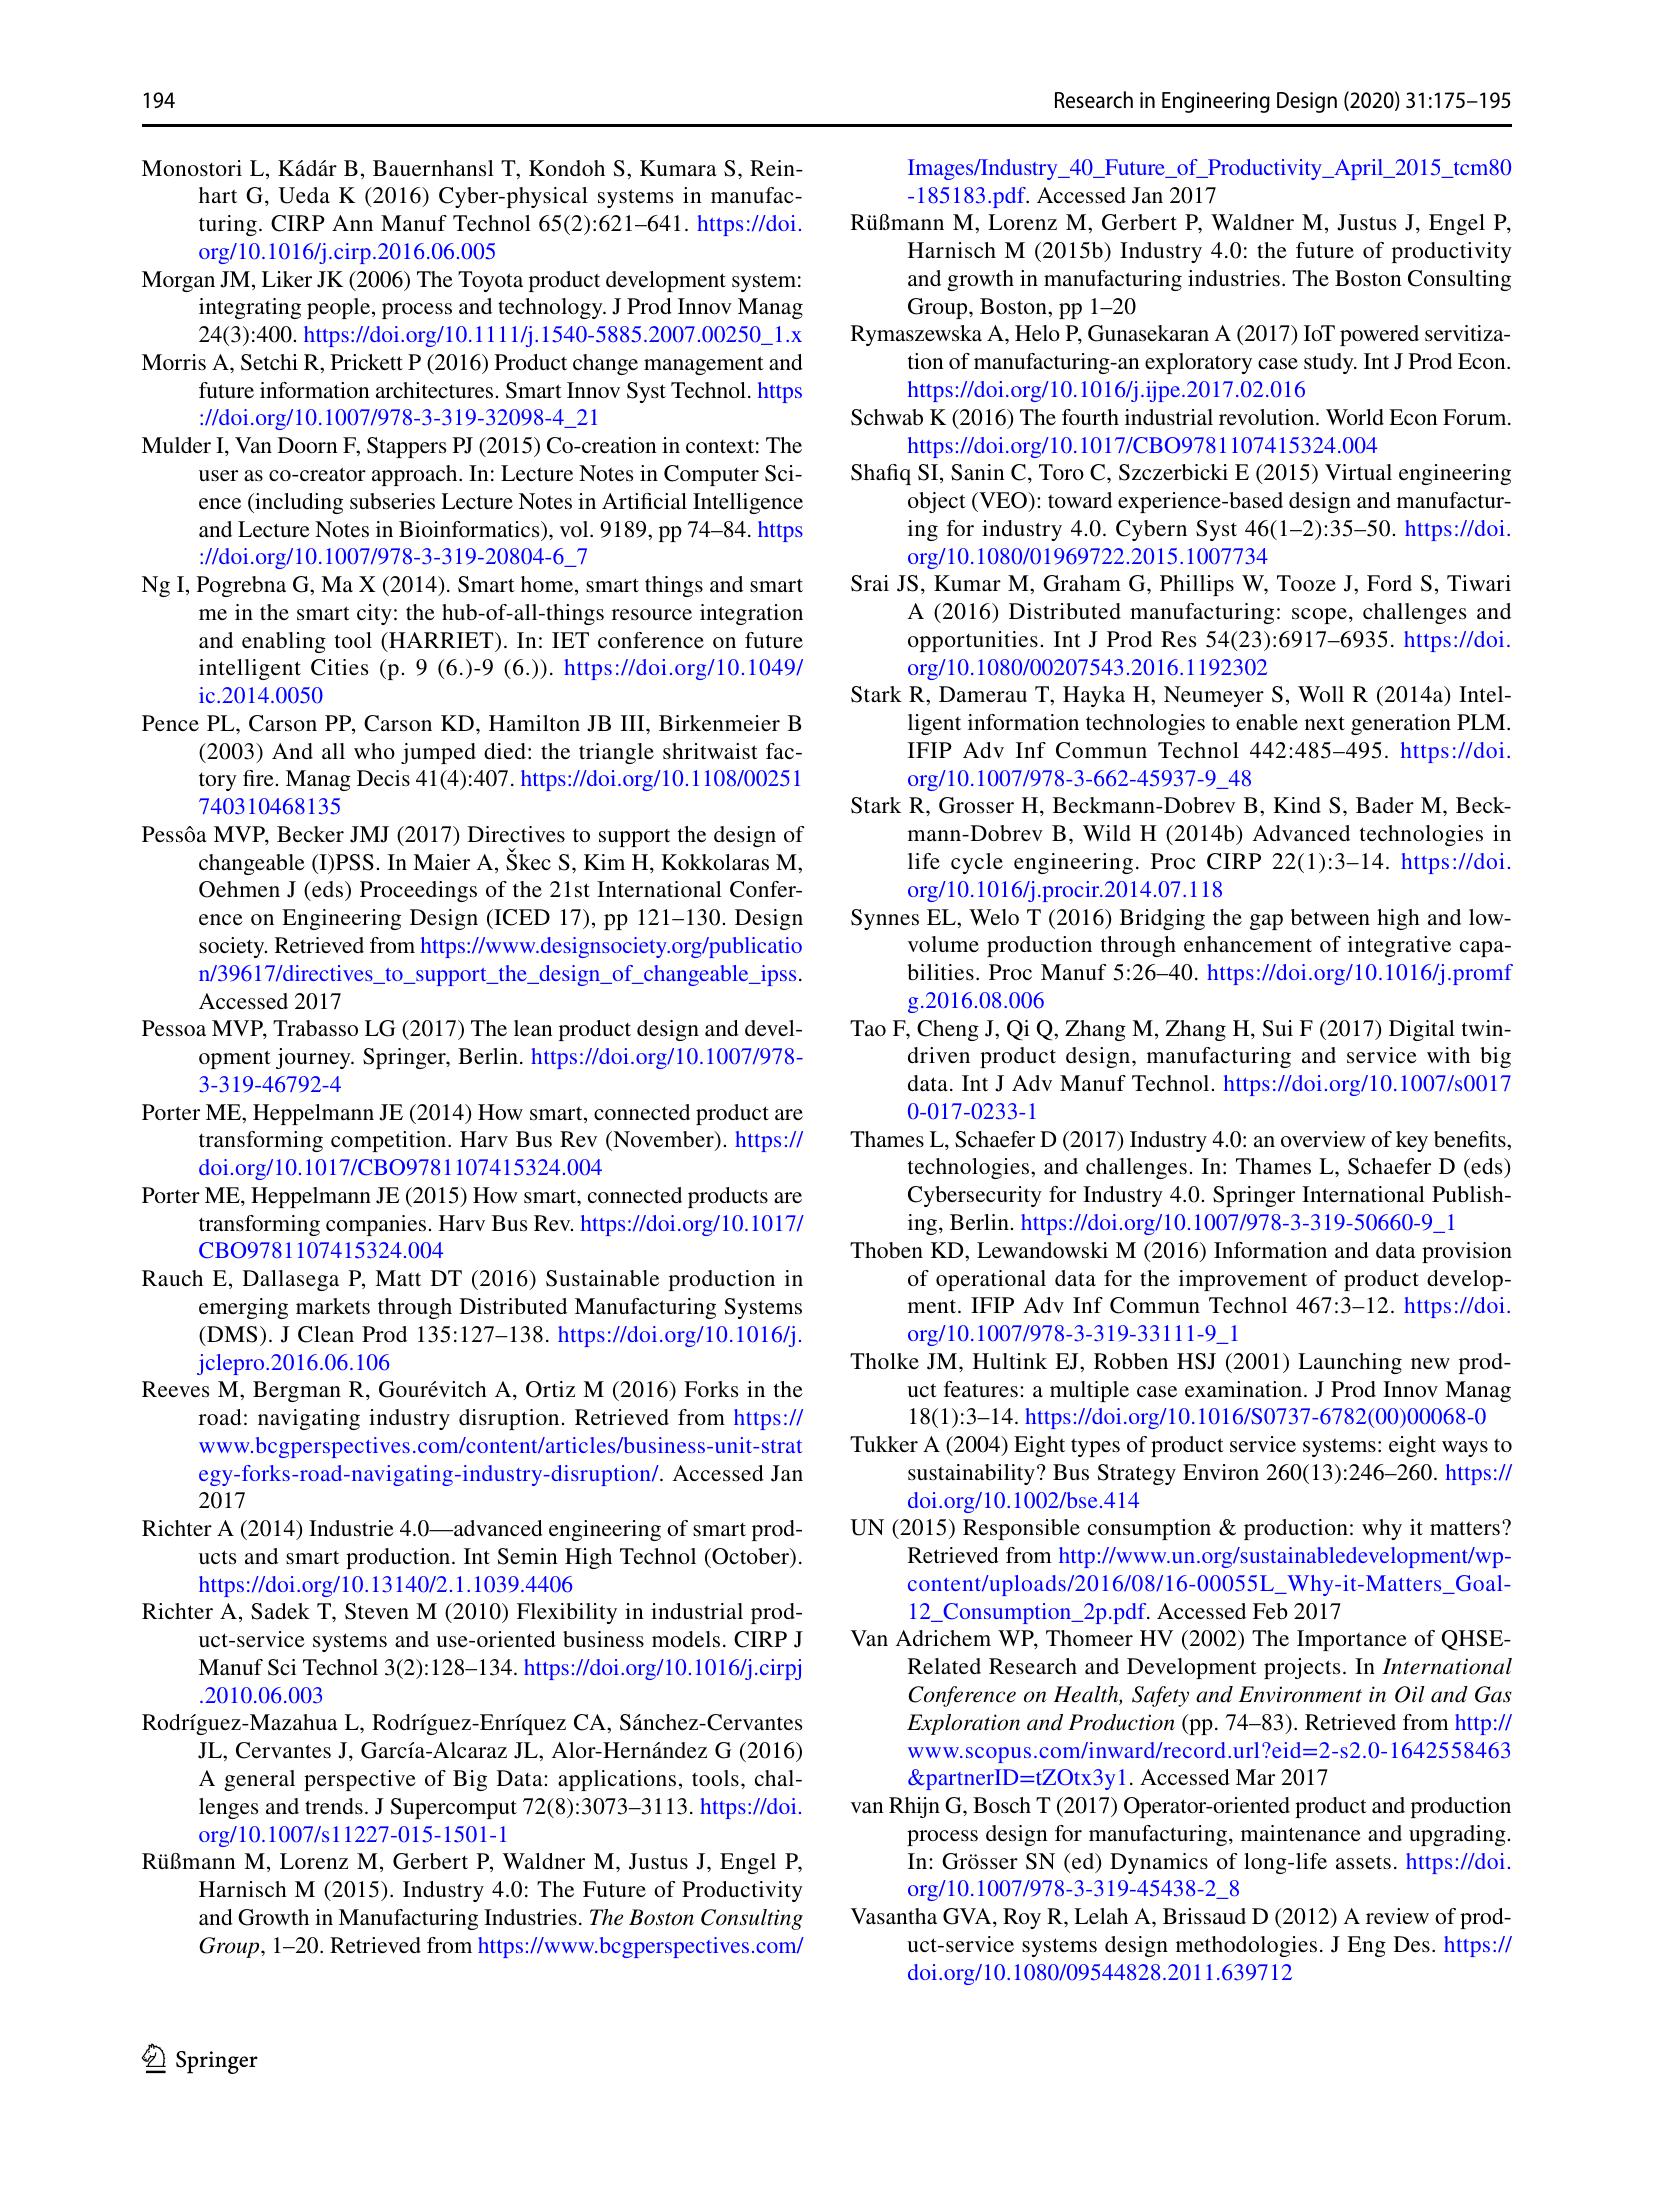 194
Research in Engineering Design (2020) 31:175–195
Monostori L, Kádár B, Bauernhansl T, Kondoh S, Kumara S, Rein-
hart G, Ueda K (2016) Cyber-physical systems in manufac-
turing. CIRP Ann Manuf Technol 65(2):621–641. https://doi.
org/10.1016/j.cirp.2016.06.005
Morgan JM, Liker JK (2006) The Toyota product development system:
integrating people, process and technology. J Prod Innov Manag
24(3):400. https://doi.org/10.1111/j.1540-5885.2007.00250_1.x
Morris A, Setchi R, Prickett P (2016) Product change management and
future information architectures. Smart Innov Syst Technol. https
://doi.org/10.1007/978-3-319-32098-4_21
Mulder I, Van Doorn F, Stappers PJ (2015) Co-creation in context: The
user as co-creator approach. In: Lecture Notes in Computer Sci-
ence (including subseries Lecture Notes in Artificial Intelligence
and Lecture Notes in Bioinformatics), vol. 9189, pp 74–84. https
://doi.org/10.1007/978-3-319-20804-6_7
Ng I, Pogrebna G, Ma X (2014). Smart home, smart things and smart
me in the smart city: the hub-of-all-things resource integration
and enabling tool (HARRIET). In: IET conference on future
intelligent Cities (p. 9 (6.)-9 (6.)). https://doi.org/10.1049/
ic.2014.0050
Pence PL, Carson PP, Carson KD, Hamilton JB III, Birkenmeier B
(2003) And all who jumped died: the triangle shritwaist fac-
tory fire. Manag Decis 41(4):407. https://doi.org/10.1108/00251
740310468135
Pessôa MVP, Becker JMJ (2017) Directives to support the design of
changeable (I)PSS. In Maier A, Škec S, Kim H, Kokkolaras M,
Oehmen J (eds) Proceedings of the 21st International Confer-
ence on Engineering Design (ICED 17), pp 121–130. Design
society. Retrieved from https://www.designsociety.org/publicatio
n/39617/directives_to_support_the_design_of_changeable_ipss.
Accessed 2017
Pessoa MVP, Trabasso LG (2017) The lean product design and devel-
opment journey. Springer, Berlin. https://doi.org/10.1007/978-
3-319-46792-4
Porter ME, Heppelmann JE (2014) How smart, connected product are
transforming competition. Harv Bus Rev (November). https://
doi.org/10.1017/CBO9781107415324.004
Porter ME, Heppelmann JE (2015) How smart, connected products are
transforming companies. Harv Bus Rev. https://doi.org/10.1017/
CBO9781107415324.004
Rauch E, Dallasega P, Matt DT (2016) Sustainable production in
emerging markets through Distributed Manufacturing Systems
(DMS). J Clean Prod 135:127–138. https://doi.org/10.1016/j.
jclepro.2016.06.106
Reeves M, Bergman R, Gourévitch A, Ortiz M (2016) Forks in the
road: navigating industry disruption. Retrieved from https://
www.bcgperspectives.com/content/articles/business-unit-strat
egy-forks-road-navigating-industry-disruption/. Accessed Jan
2017
Richter A (2014) Industrie 4.0—advanced engineering of smart prod-
ucts and smart production. Int Semin High Technol (October).
https://doi.org/10.13140/2.1.1039.4406
Richter A, Sadek T, Steven M (2010) Flexibility in industrial prod-
uct-service systems and use-oriented business models. CIRP J
Manuf Sci Technol 3(2):128–134. https://doi.org/10.1016/j.cirpj
.2010.06.003
Rodríguez-Mazahua L, Rodríguez-Enríquez CA, Sánchez-Cervantes
JL, Cervantes J, García-Alcaraz JL, Alor-Hernández G (2016)
A general perspective of Big Data: applications, tools, chal-
lenges and trends. J Supercomput 72(8):3073–3113. https://doi.
org/10.1007/s11227-015-1501-1
Rüßmann M, Lorenz M, Gerbert P, Waldner M, Justus J, Engel P,
Harnisch M (2015). Industry 4.0: The Future of Productivity
and Growth in Manufacturing Industries. The Boston Consulting
Group, 1–20. Retrieved from https://www.bcgperspectives.com/
Images/Industry_40_Future_of_Productivity_April_2015_tcm80
-185183.pdf. Accessed Jan 2017
Rüßmann M, Lorenz M, Gerbert P, Waldner M, Justus J, Engel P,
Harnisch M (2015b) Industry 4.0: the future of productivity
and growth in manufacturing industries. The Boston Consulting
Group, Boston, pp 1–20
Rymaszewska A, Helo P, Gunasekaran A (2017) IoT powered servitiza-
tion of manufacturing-an exploratory case study. Int J Prod Econ.
https://doi.org/10.1016/j.ijpe.2017.02.016
Schwab K (2016) The fourth industrial revolution. World Econ Forum.
https://doi.org/10.1017/CBO9781107415324.004
Shafiq SI, Sanin C, Toro C, Szczerbicki E (2015) Virtual engineering
object (VEO): toward experience-based design and manufactur-
ing for industry 4.0. Cybern Syst 46(1–2):35–50. https://doi.
org/10.1080/01969722.2015.1007734
Srai JS, Kumar M, Graham G, Phillips W, Tooze J, Ford S, Tiwari
A (2016) Distributed manufacturing: scope, challenges and
opportunities. Int J Prod Res 54(23):6917–6935. https://doi.
org/10.1080/00207543.2016.1192302
Stark R, Damerau T, Hayka H, Neumeyer S, Woll R (2014a) Intel-
ligent information technologies to enable next generation PLM.
IFIP Adv Inf Commun Technol 442:485–495. https://doi.
org/10.1007/978-3-662-45937-9_48
Stark R, Grosser H, Beckmann-Dobrev B, Kind S, Bader M, Beck-
mann-Dobrev B, Wild H (2014b) Advanced technologies in
life cycle engineering. Proc CIRP 22(1):3–14. https://doi.
org/10.1016/j.procir.2014.07.118
Synnes EL, Welo T (2016) Bridging the gap between high and low-
volume production through enhancement of integrative capa-
bilities. Proc Manuf 5:26–40. https://doi.org/10.1016/j.promf
g.2016.08.006
Tao F, Cheng J, Qi Q, Zhang M, Zhang H, Sui F (2017) Digital twin-
driven product design, manufacturing and service with big
data. Int J Adv Manuf Technol. https://doi.org/10.1007/s0017
0-017-0233-1
Thames L, Schaefer D (2017) Industry 4.0: an overview of key benefits,
technologies, and challenges. In: Thames L, Schaefer D (eds)
Cybersecurity for Industry 4.0. Springer International Publish-
ing, Berlin. https://doi.org/10.1007/978-3-319-50660-9_1
Thoben KD, Lewandowski M (2016) Information and data provision
of operational data for the improvement of product develop-
ment. IFIP Adv Inf Commun Technol 467:3–12. https://doi.
org/10.1007/978-3-319-33111-9_1
Tholke JM, Hultink EJ, Robben HSJ (2001) Launching new prod-
uct features: a multiple case examination. J Prod Innov Manag
18(1):3–14. https://doi.org/10.1016/S0737-6782(00)00068-0
Tukker A (2004) Eight types of product service systems: eight ways to
sustainability? Bus Strategy Environ 260(13):246–260. https://
doi.org/10.1002/bse.414
UN (2015) Responsible consumption & production: why it matters?
Retrieved from http://www.un.org/sustainabledevelopment/wp-
content/uploads/2016/08/16-00055L_Why-it-Matters_Goal-
12_Consumption_2p.pdf. Accessed Feb 2017
Van Adrichem WP, Thomeer HV (2002) The Importance of QHSE-
Related Research and Development projects. In International
Conference on Health, Safety and Environment in Oil and Gas
Exploration and Production (pp. 74–83). Retrieved from http://
www.scopus.com/inward/record.url?eid=2-s2.0-1642558463
&partnerID=tZOtx3y1. Accessed Mar 2017
van Rhijn G, Bosch T (2017) Operator-oriented product and production
process design for manufacturing, maintenance and upgrading.
In: Grösser SN (ed) Dynamics of long-life assets. https://doi.
org/10.1007/978-3-319-45438-2_8
Vasantha GVA, Roy R, Lelah A, Brissaud D (2012) A review of prod-
uct-service systems design methodologies. J Eng Des. https://
doi.org/10.1080/09544828.2011.639712
Springer